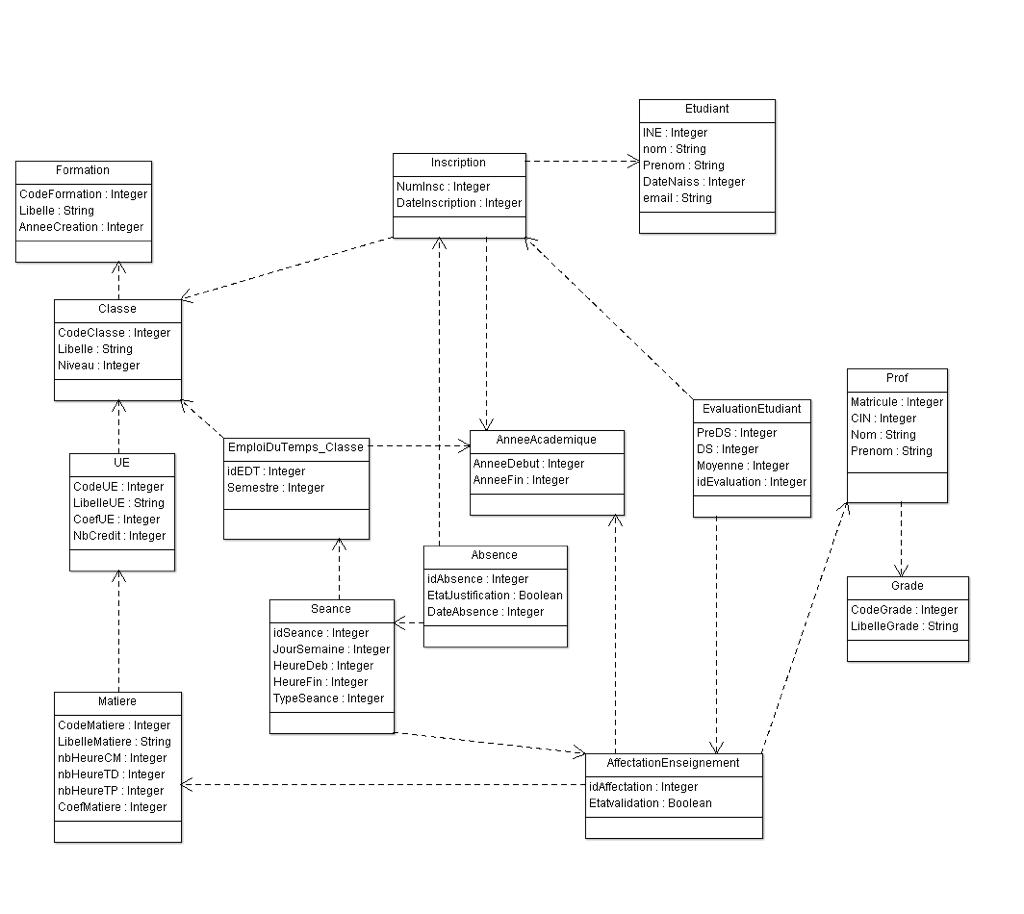 Etudiant
INE : Integer
nom : String
Prenom : String
DateNaiss : Integer
email : String
Inscription
NumInsc : Integer
DateInscription : Integer
Formation
CodeFormation : Integer
Libelle : String
AnneeCreation : Integer
Classe
CodeClasse : Integer
Libelle : String
Niveau : Integer
Prof
Matricule : Integer
CIN : Integer
Nom : String
Prenom : String
EvaluationEtudiant
PreDS : Integer
DS : Integer
Moyenne : Integer
idEvaluation : Integer
AnneeAcademique
AnneeDebut : Integer
AnneeFin : Integer
EmploiDuTemps_Classe
idEDT : Integer
Semestre : Integer
UE
CodeUE : Integer
LibelleUE : String
CoefUE : Integer
NbCredit : Integer
Absence
idAbsence : Integer
EtatJustification : Boolean
DateAbsence : Integer
Grade
CodeGrade : Integer
LibelleGrade : String
Seance
idSeance : Integer
JourSemaine : Integer
HeureDeb : Integer
HeureFin : Integer
TypeSeance : Integer
Matiere
CodeMatiere : Integer
LibelleMatiere : String
nbHeureCM : Integer
nbHeureTD : Integer
nbHeureTP : Integer
CoefMatiere : Integer
AffectationEnseignement
idAffectation : Integer
Etatvalidation : Boolean